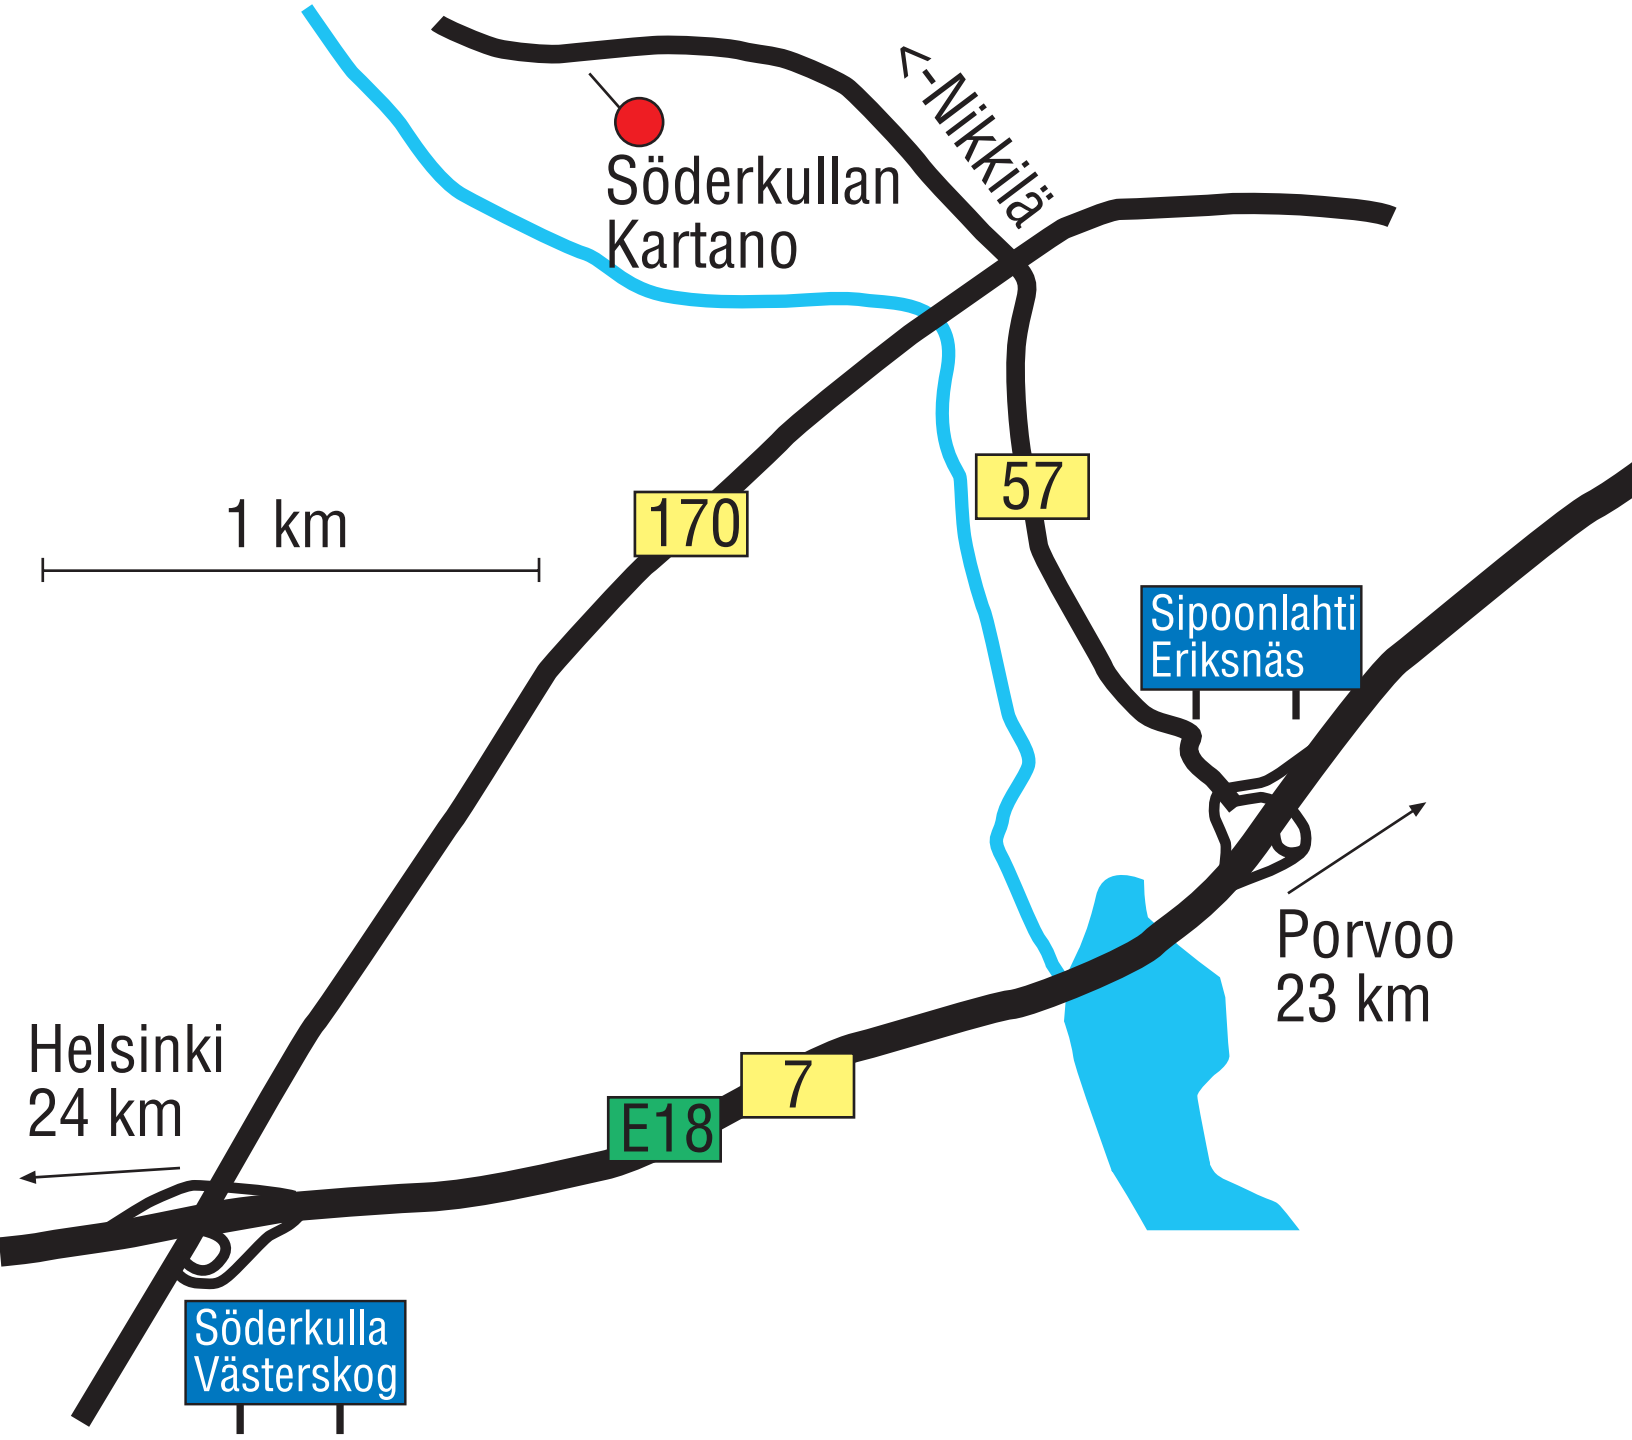 <-Nikkilä
Söderkullan
Kartano
57
170
1 km
Sipoonlahti
Eriksnäs
Porvoo
23 km
Helsinki
24 km
7
E18
Söderkulla
Västerskog